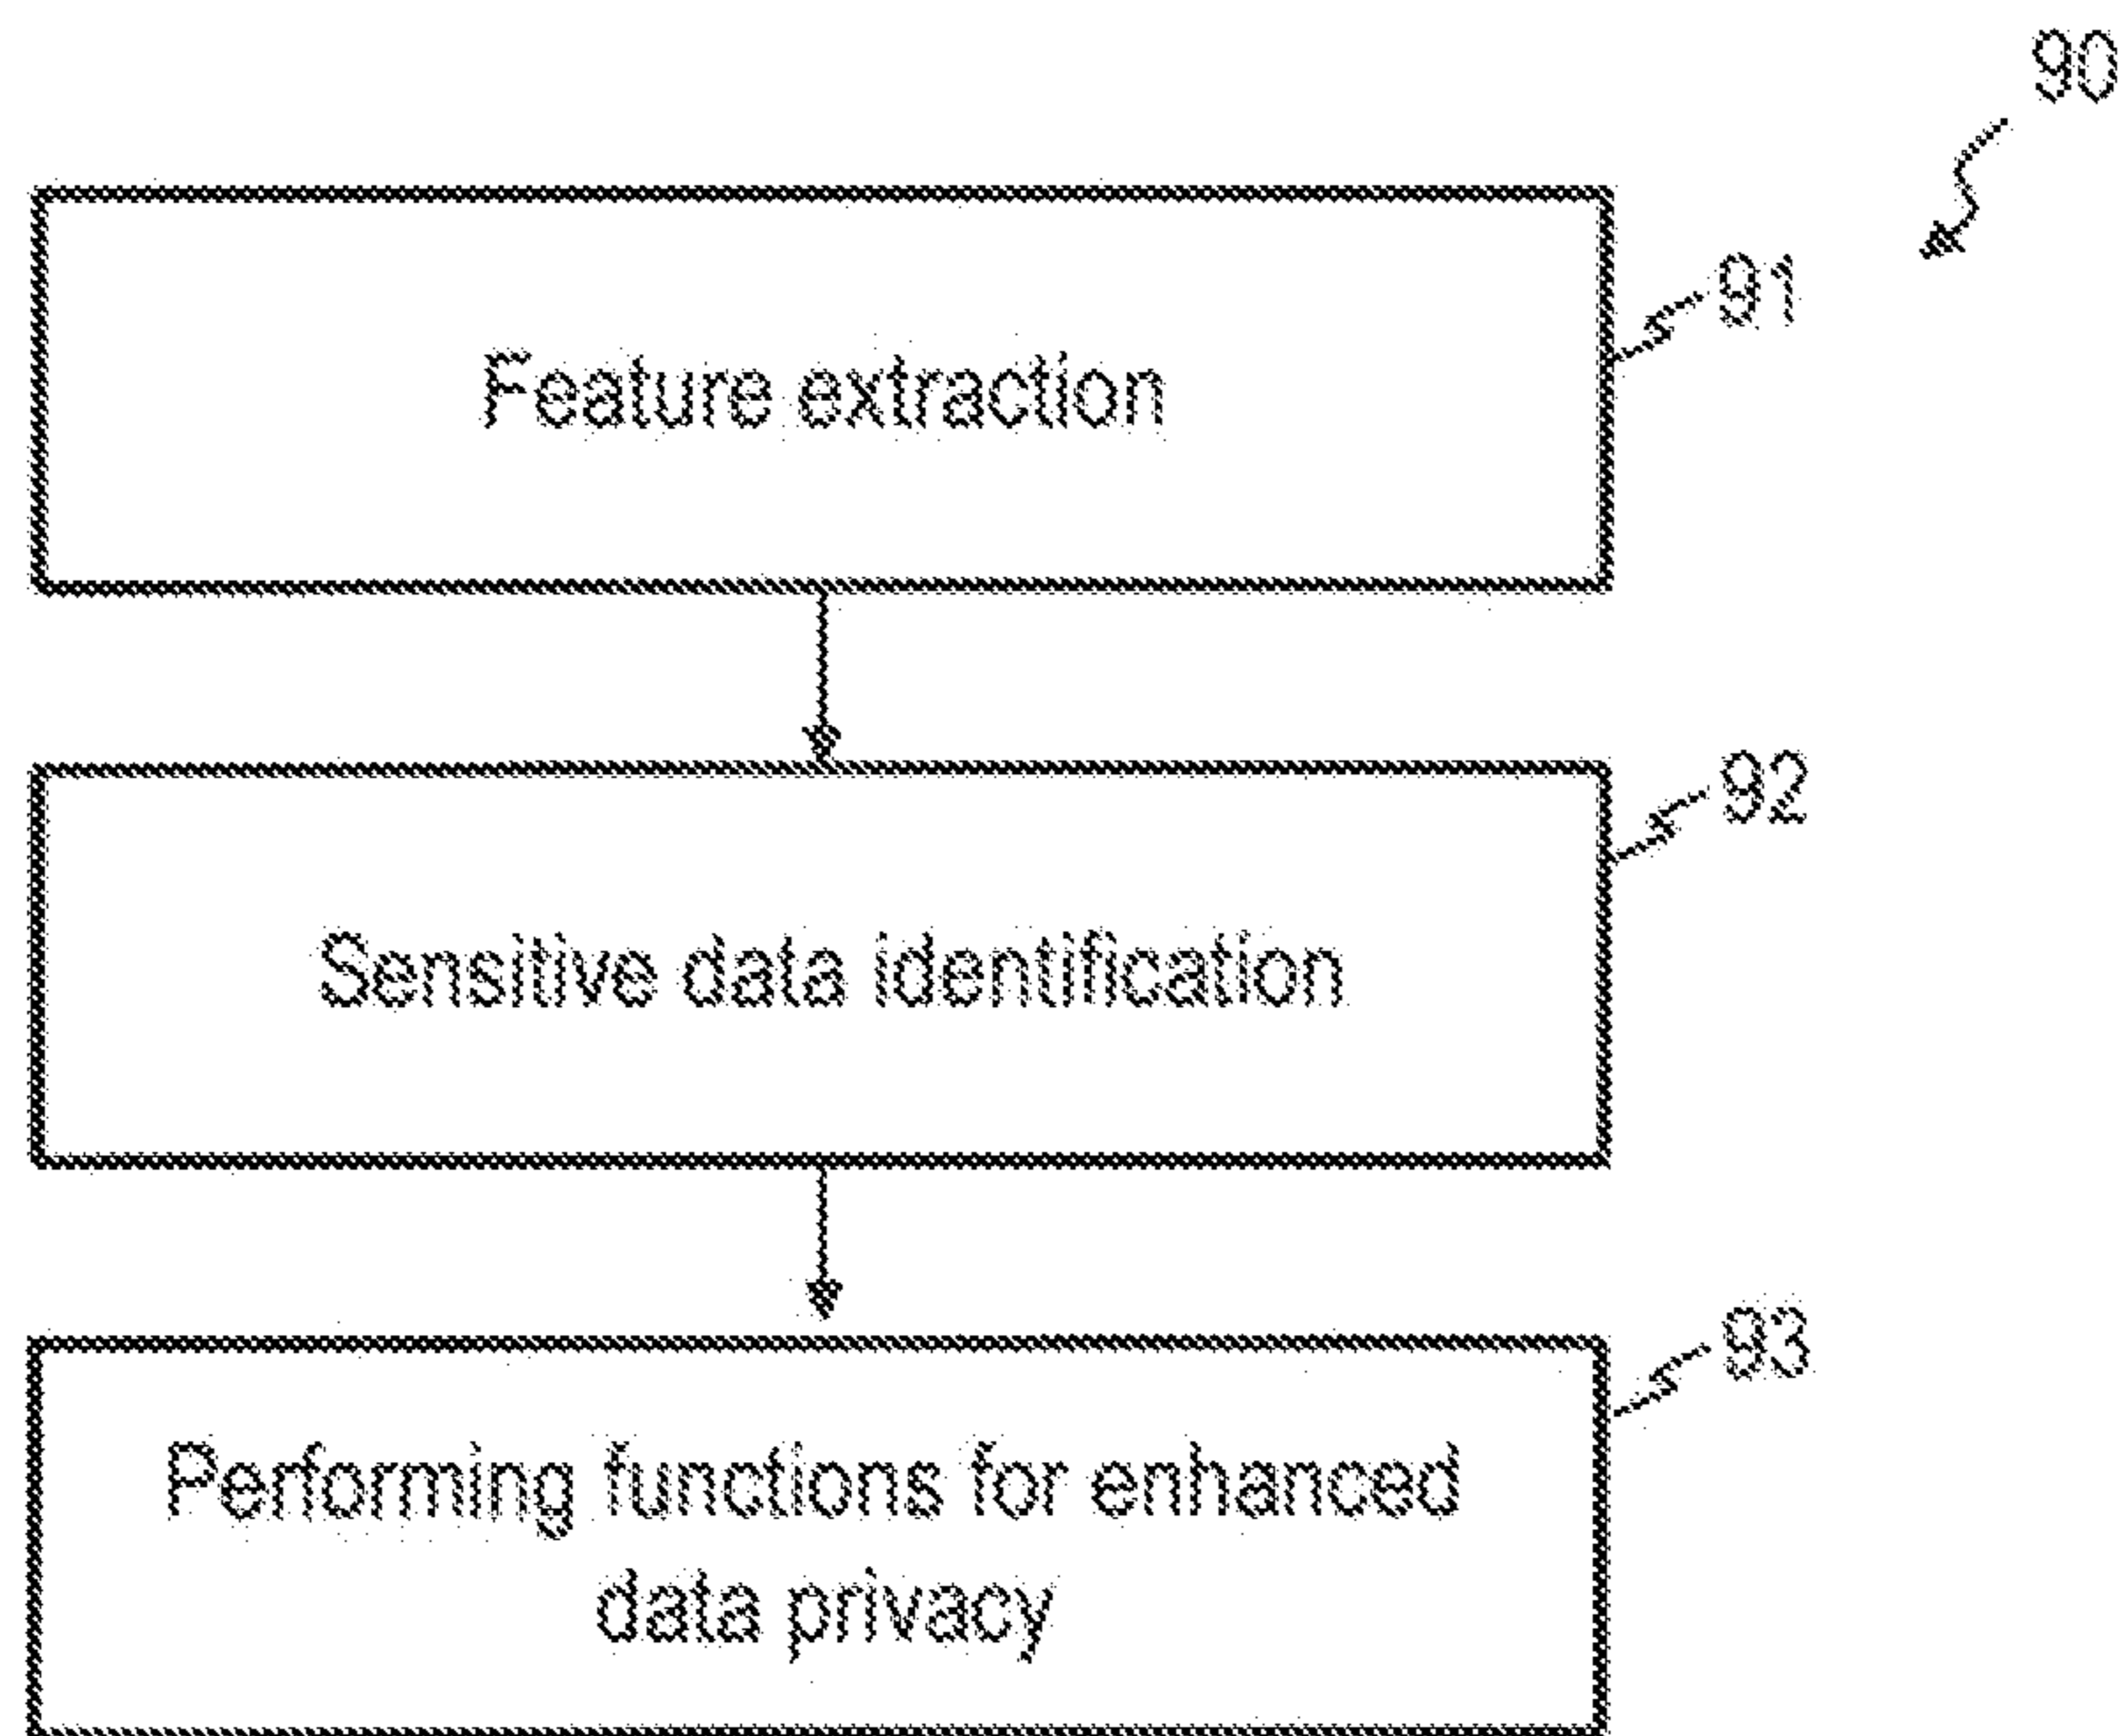 90
91
Feature extraction
92
Sensitive data identification
93
Performing functions for enhanced
data privacy